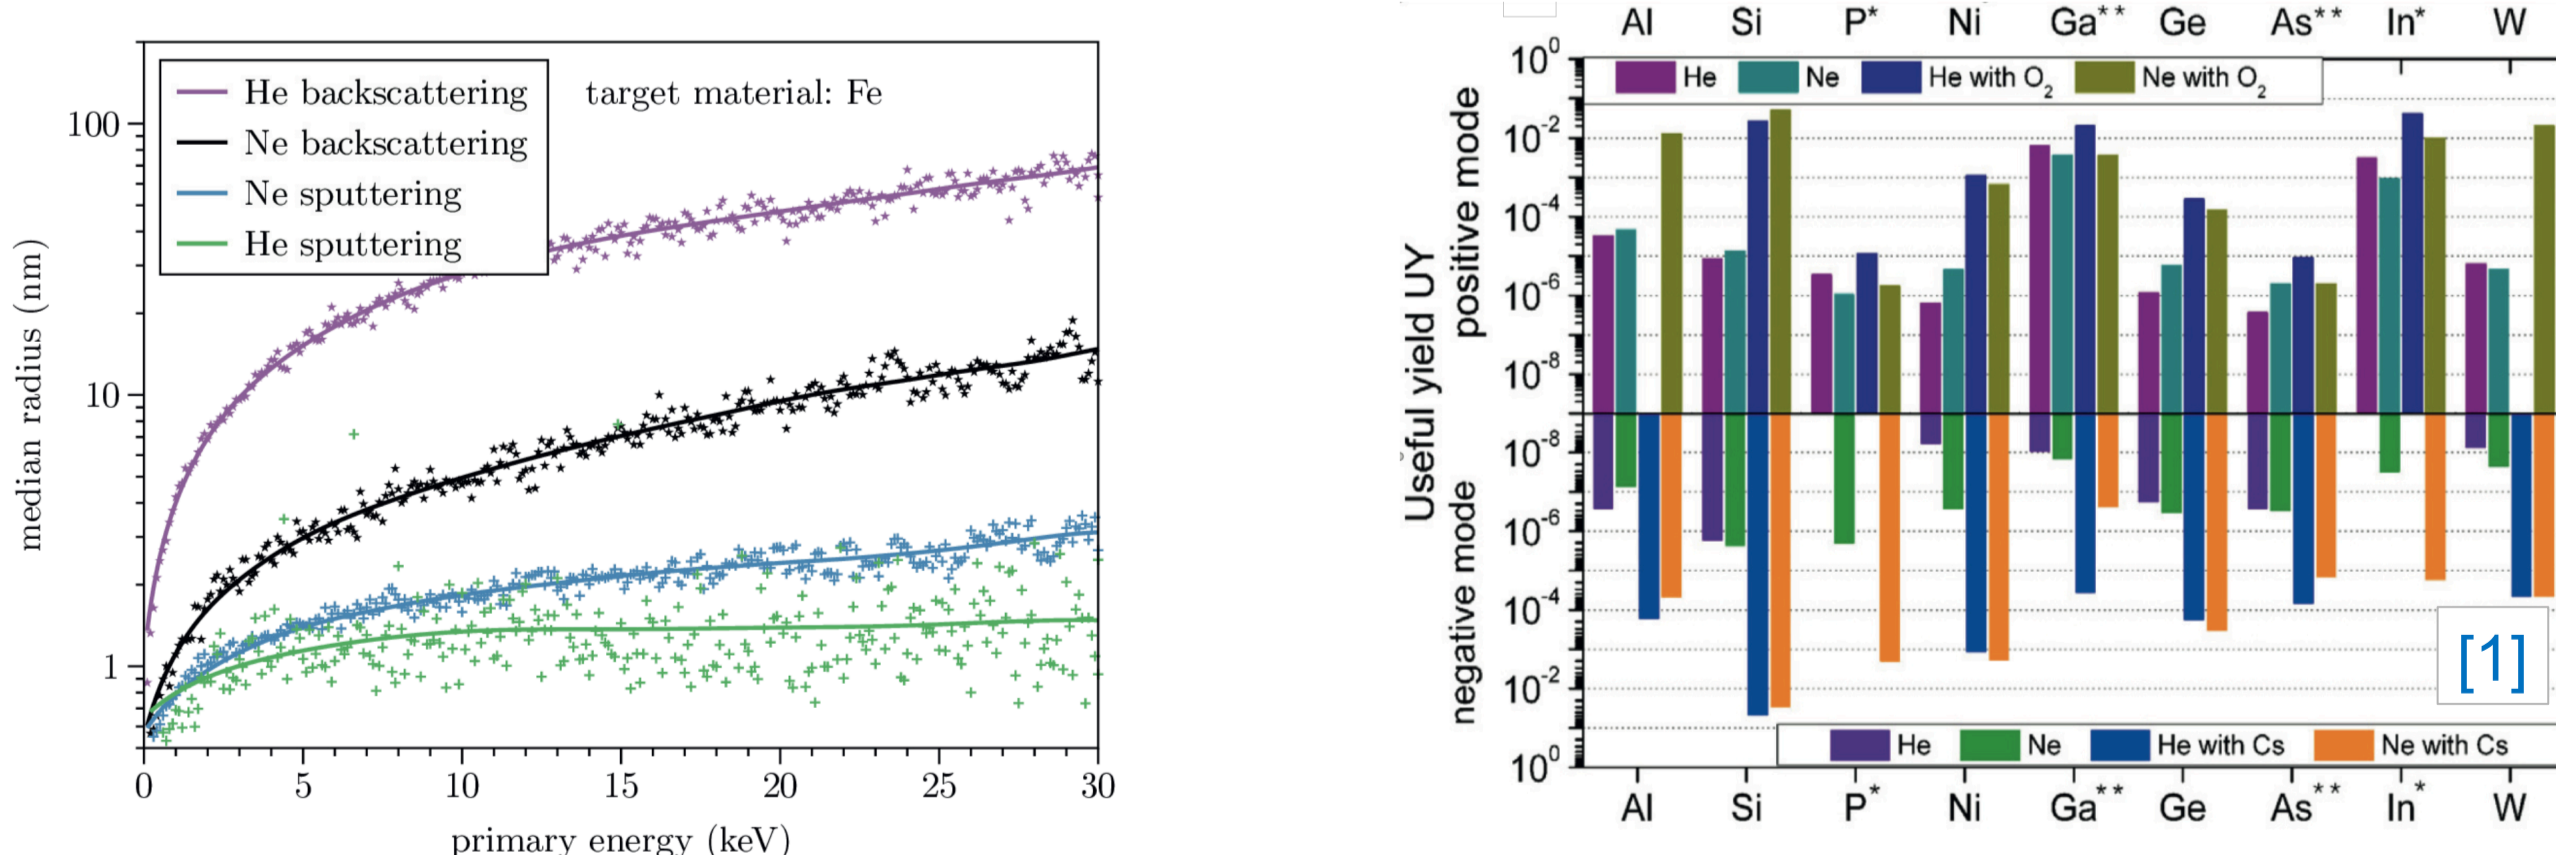 He backscattering
Ne backscattering
Ne sputtering
He sputtering
target material: Fe
median radius (nm)
100
10
1
0 5 10 15 20 25 30
primary energy (keV)
Al Si P* Ni Ga** Ge As** In* W
He Ne He with O₂ Ne with O₂
Useful yield UY
positive mode
negative mode
10⁰
10⁻²
10⁻⁴
10⁻⁶
10⁻⁸
10⁻⁸
10⁻⁶
10⁻⁴
10⁻²
10⁰
[1]
He Ne He with Cs Ne with Cs
Al Si P* Ni Ga** Ge As** In* W